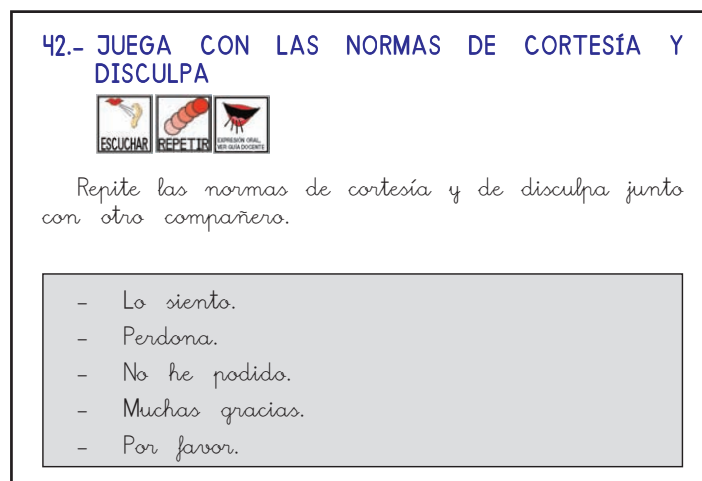 42.- JUEGA CON LAS NORMAS DE CORTESÍA Y
DISCULPA
ESCUCHAR REPETIR EXPRESIÓN ORAL,
VER GUÍA DOCENTE
Repite las normas de cortesía y de disculpa junto
con otro compañero.
- Lo siento.
- Perdona.
- No he podido.
- Muchas gracias.
- Por favor.